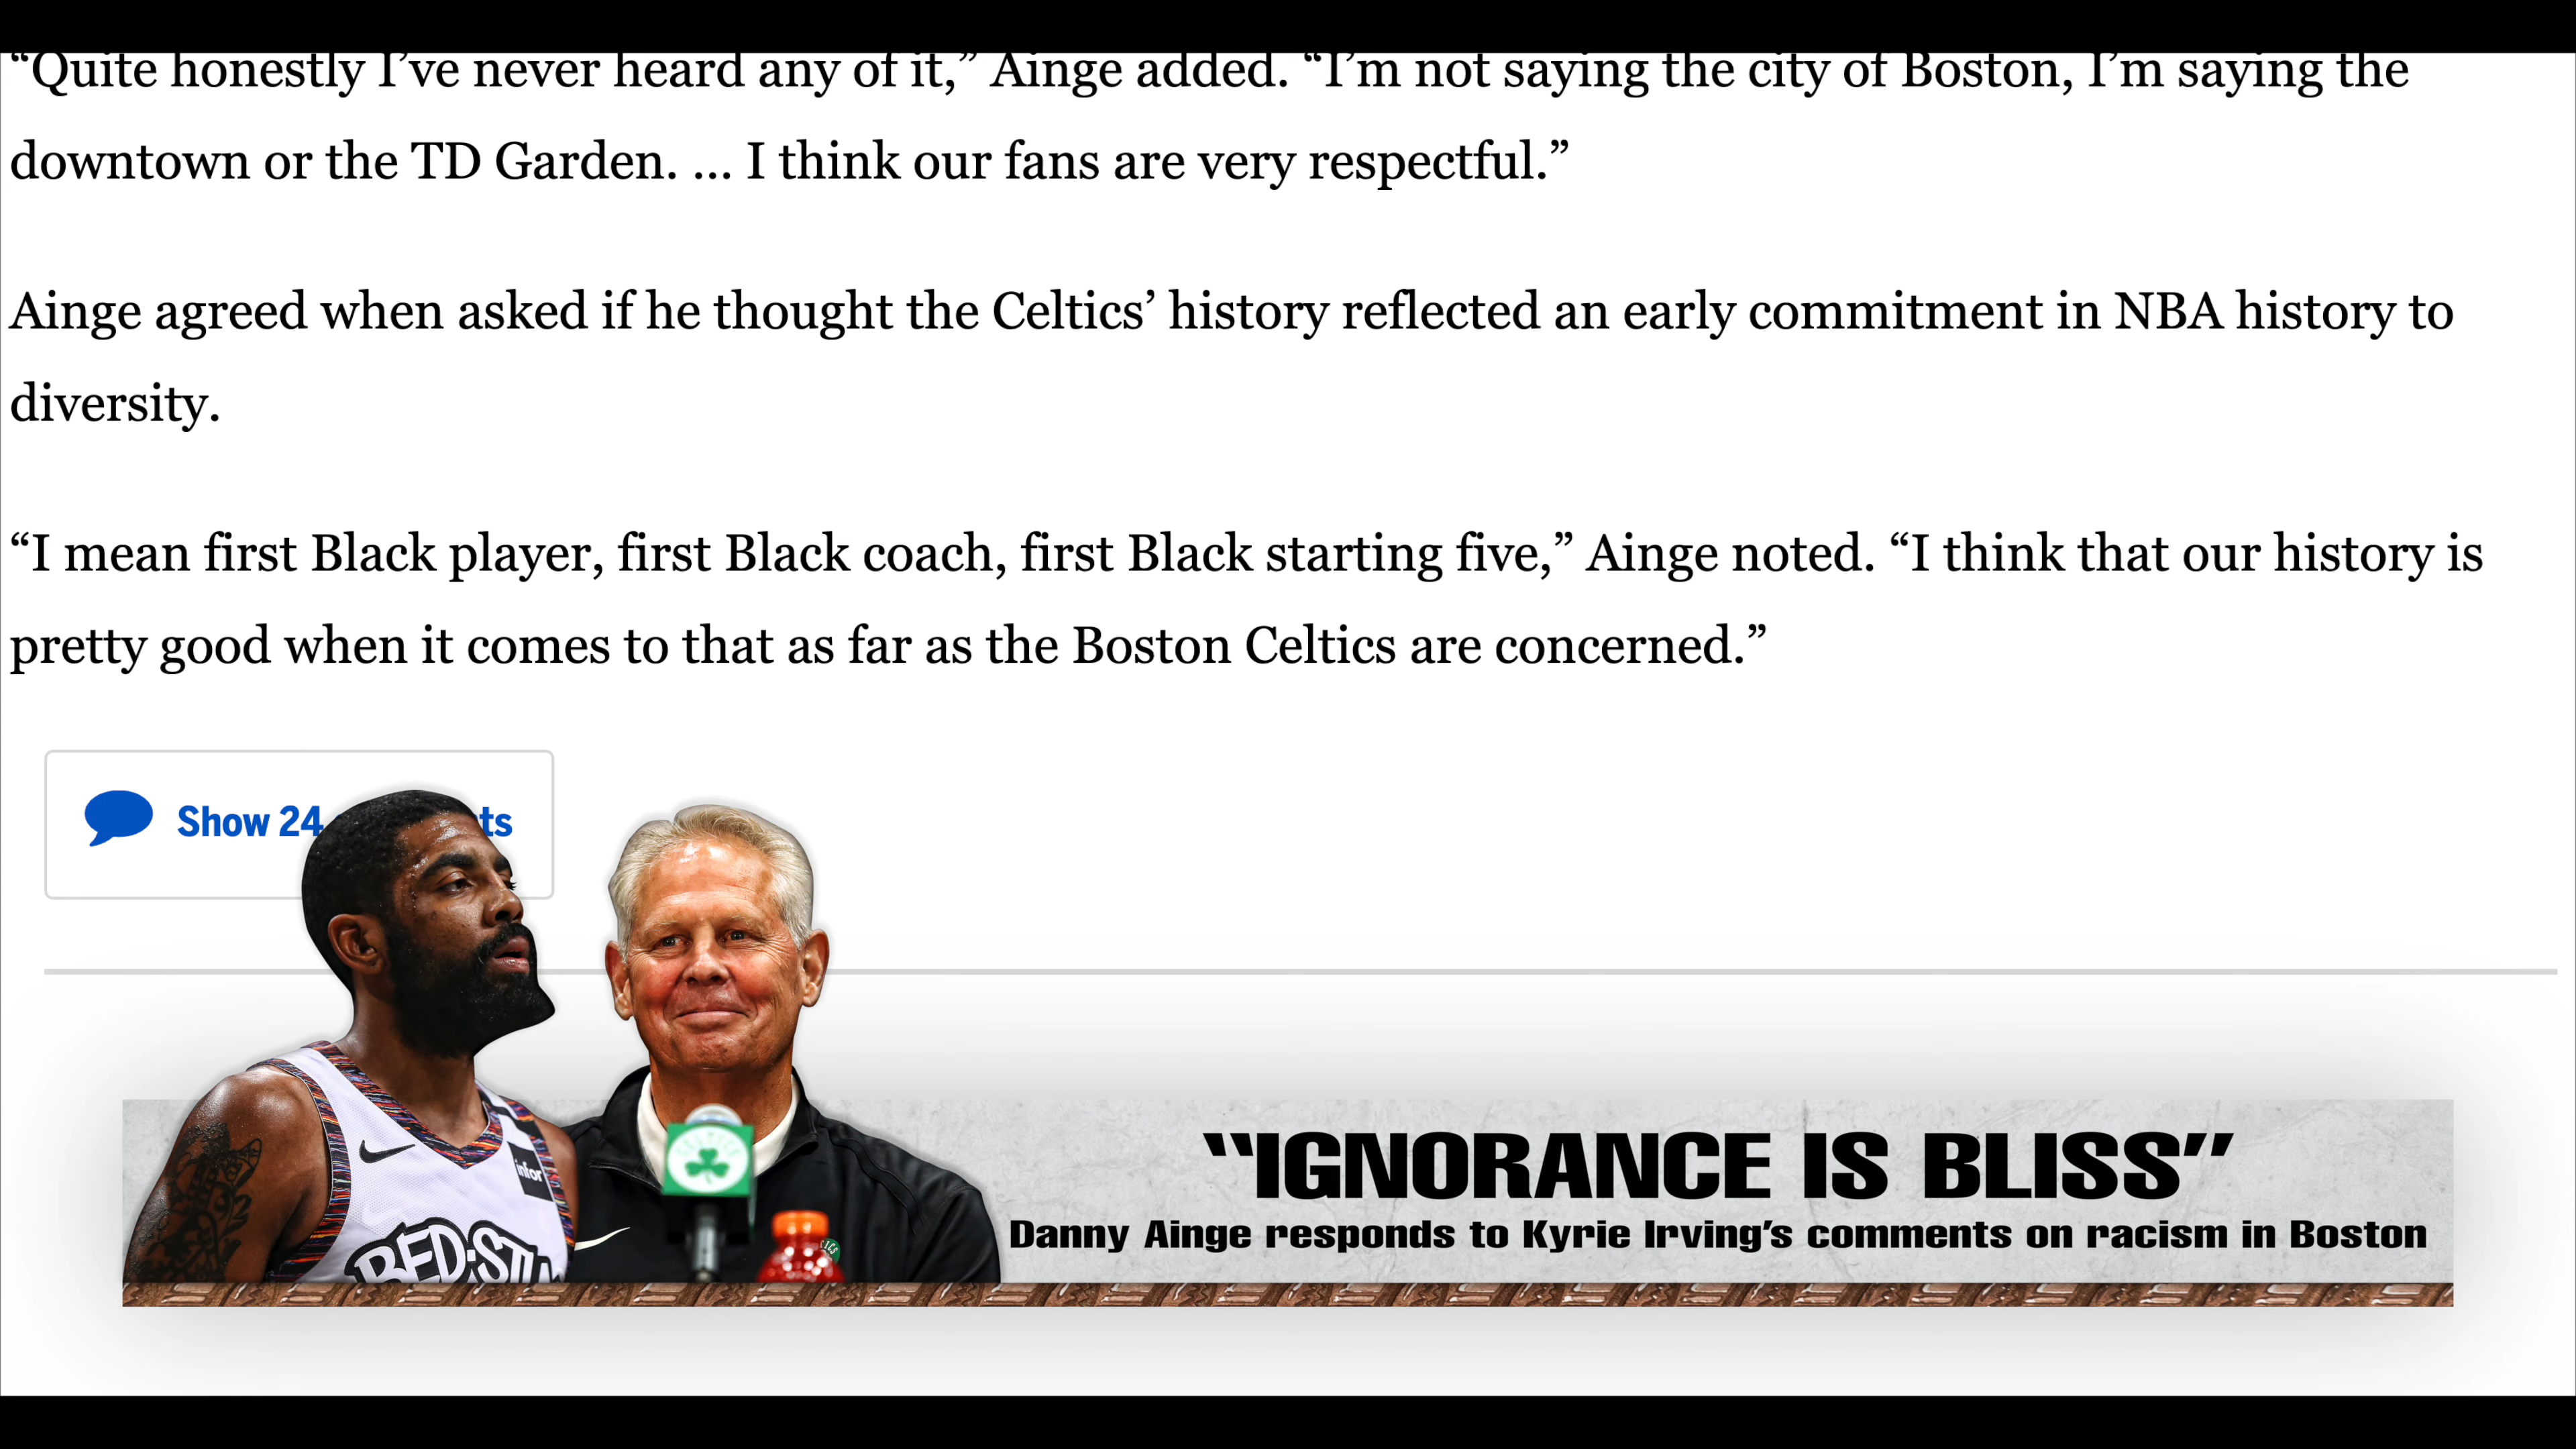 “Quite honestly I’ve never heard any of it,” Ainge added. “I’m not saying the city of Boston, I’m saying the
downtown or the TD Garden. ... I think our fans are very respectful.”
Ainge agreed when asked if he thought the Celtics’ history reflected an early commitment in NBA history to
diversity.
“I mean first Black player, first Black coach, first Black starting five,” Ainge noted. “I think that our history is
pretty good when it comes to that as far as the Boston Celtics are concerned.”
Show 24
infor
BED-STU
“IGNORANCE IS BLISS”
Danny Ainge responds to Kyrie Irving’s comments on racism in Boston